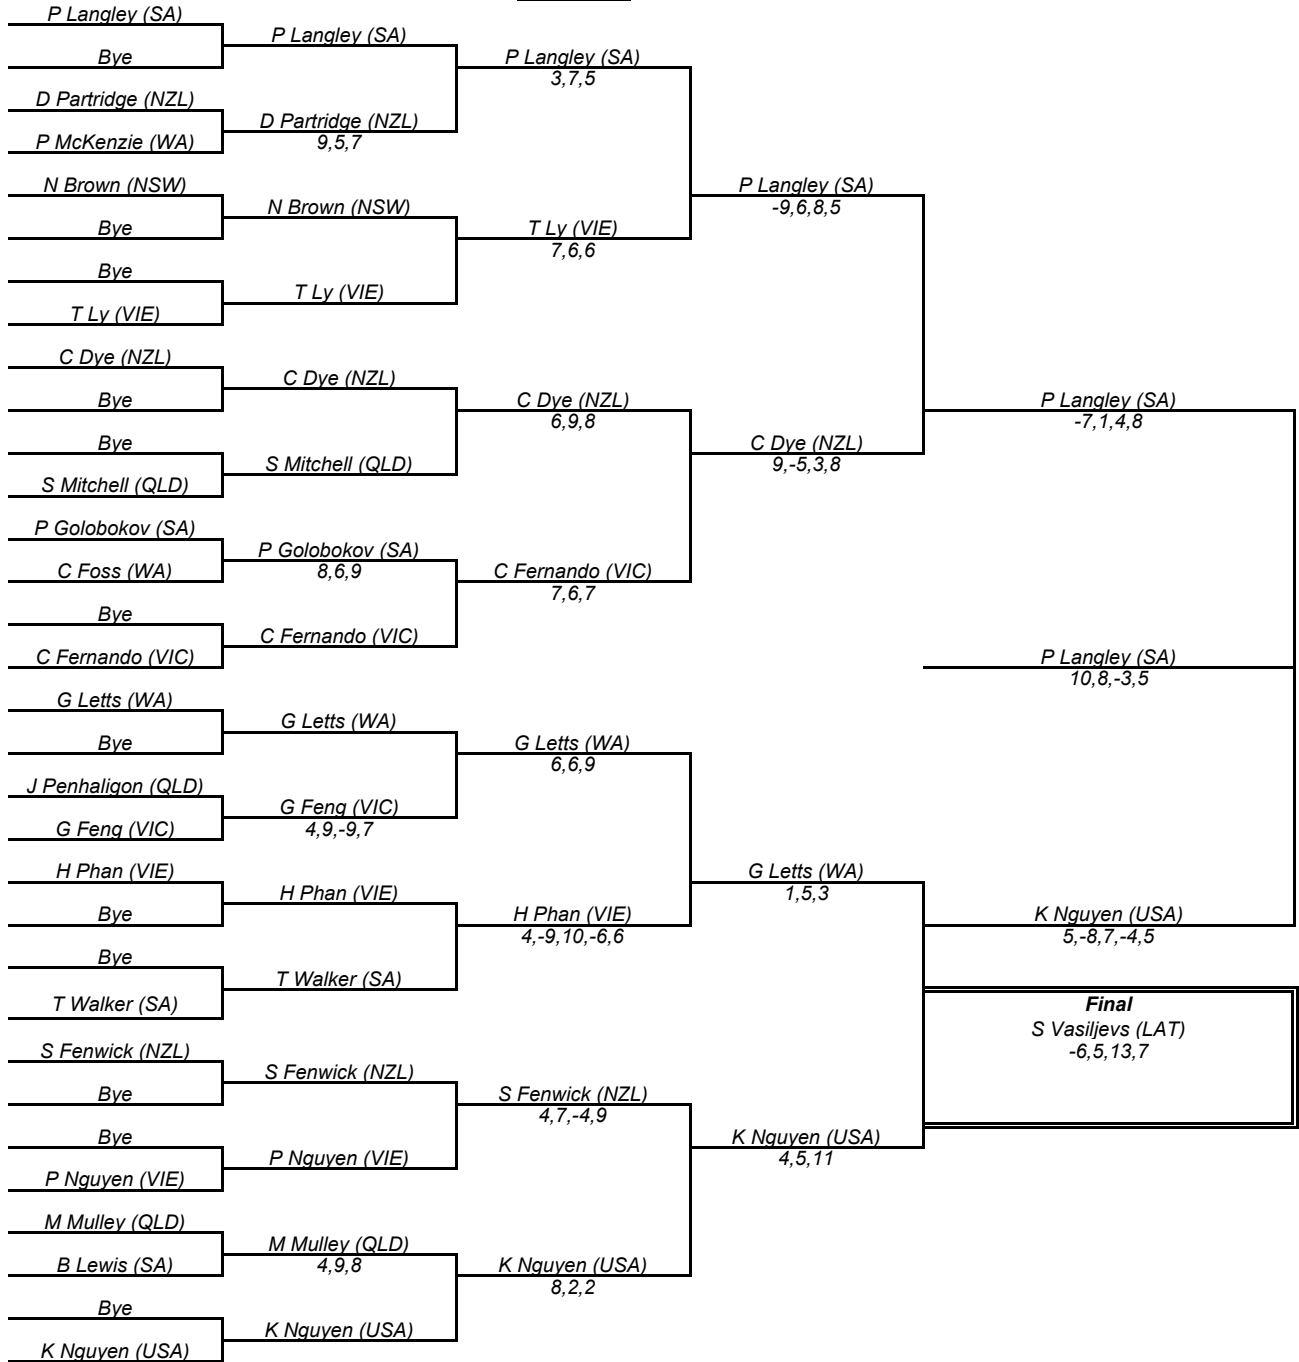 P Langley (SA)
Bye
D Partridge (NZL)
P McKenzie (WA)
N Brown (NSW)
Bye
Bye
T Ly (VIE)
C Dye (NZL)
Bye
Bye
S Mitchell (QLD)
P Golobokov (SA)
C Foss (WA)
Bye
C Fernando (VIC)
G Letts (WA)
Bye
J Penhaligon (QLD)
G Feng (VIC)
H Phan (VIE)
Bye
Bye
T Walker (SA)
S Fenwick (NZL)
Bye
Bye
P Nguyen (VIE)
M Mulley (QLD)
B Lewis (SA)
Bye
K Nguyen (USA)
P Langley (SA)
D Partridge (NZL)
9,5,7
N Brown (NSW)
T Ly (VIE)
C Dye (NZL)
S Mitchell (QLD)
P Golobokov (SA)
8,6,9
C Fernando (VIC)
G Letts (WA)
G Feng (VIC)
4,9,-9,7
H Phan (VIE)
T Walker (SA)
S Fenwick (NZL)
P Nguyen (VIE)
M Mulley (QLD)
4,9,8
K Nguyen (USA)
P Langley (SA)
3,7,5
T Ly (VIE)
7,6,6
C Dye (NZL)
6,9,8
C Fernando (VIC)
7,6,7
G Letts (WA)
6,6,9
H Phan (VIE)
4,-9,10,-6,6
S Fenwick (NZL)
4,7,-4,9
K Nguyen (USA)
8,2,2
P Langley (SA)
-9,6,8,5
C Dye (NZL)
9,-5,3,8
G Letts (WA)
1,5,3
K Nguyen (USA)
4,5,11
P Langley (SA)
-7,1,4,8
P Langley (SA)
10,8,-3,5
K Nguyen (USA)
5,-8,7,-4,5
Final
S Vasiljevs (LAT)
-6,5,13,7